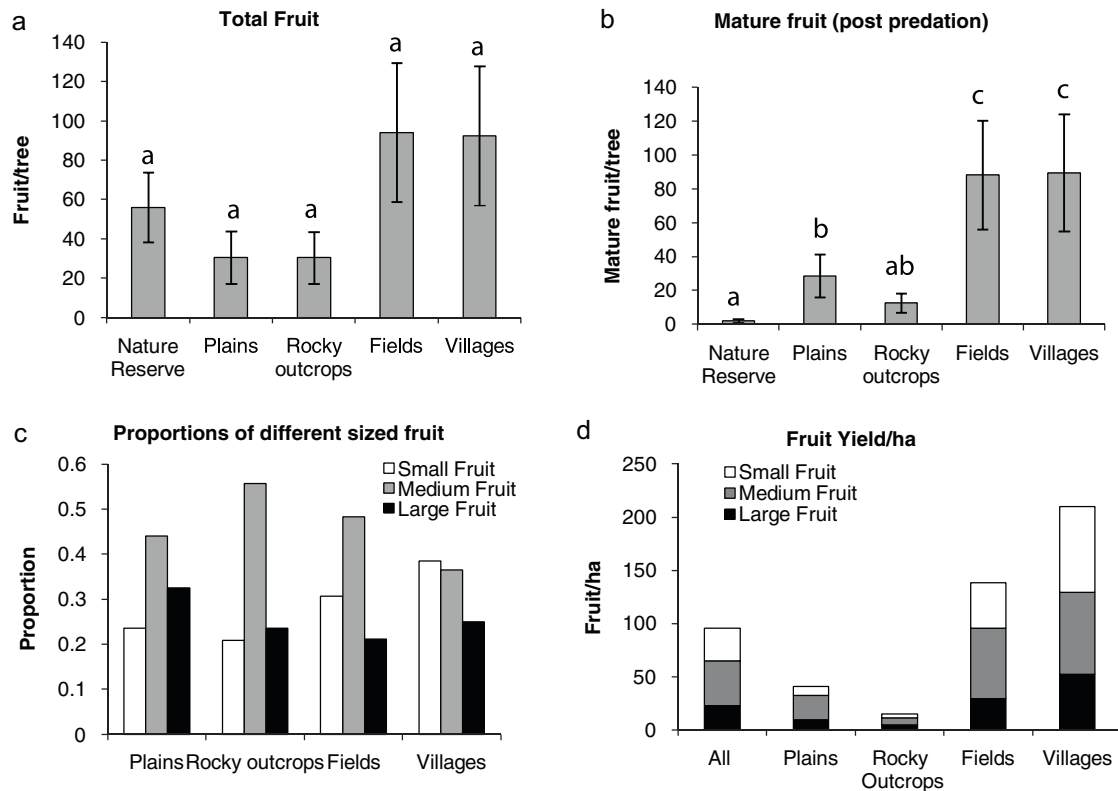 a
Total Fruit
Fruit/tree
140
120
100
80
60
40
20
0
a
a
a
a
a
Nature
Reserve
Plains
Rocky
outcrops
Fields
Villages
b
Mature fruit (post predation)
Mature fruit/tree
140
120
100
80
60
40
20
0
a
b
ab
c
c
Nature
Reserve
Plains
Rocky
outcrops
Fields
Villages
c
Proportions of different sized fruit
Small Fruit
Medium Fruit
Large Fruit
Proportion
0.6
0.5
0.4
0.3
0.2
0.1
0
Plains
Rocky outcrops
Fields
Villages
d
Fruit Yield/ha
Small Fruit
Medium Fruit
Large Fruit
Fruit/ha
250
200
150
100
50
0
All
Plains
Rocky
Outcrops
Fields
Villages